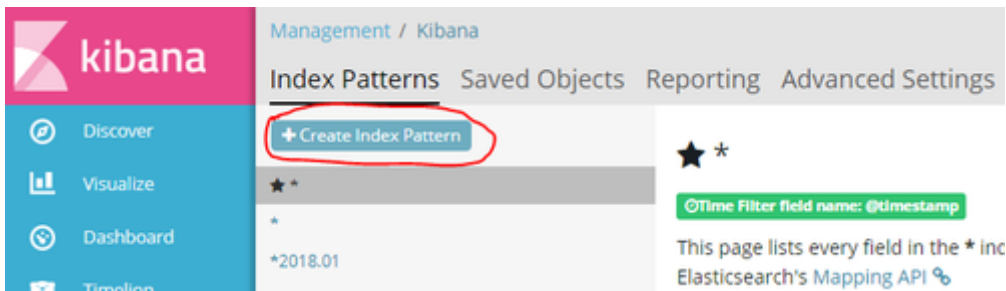 kibana
Discover
Visualize
Dashboard
Timelion
Management / Kibana
Index Patterns Saved Objects Reporting Advanced Settings
+ Create Index Pattern
★ *
*
*2018.01
★ *
Time Filter field name: @timestamp
This page lists every field in the * inc
Elasticsearch's Mapping API